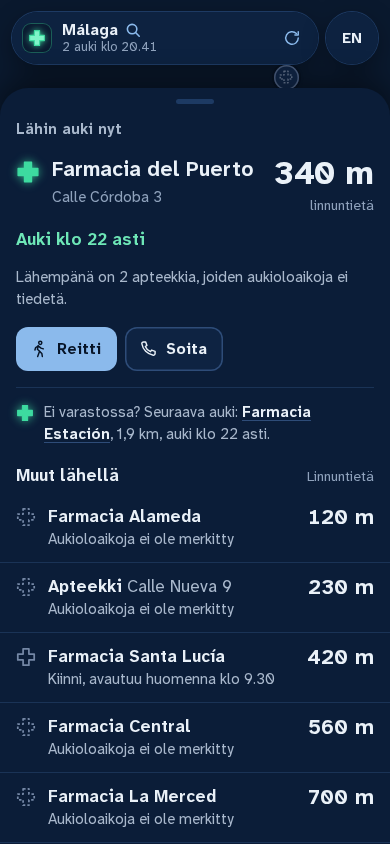 Málaga
2 auki klo 20.41
EN
Lähin auki nyt
Farmacia del Puerto
340 m
Calle Córdoba 3
linnuntietä
Auki klo 22 asti
Lähempänä on 2 apteekkia, joiden aukioloaikoja ei
tiedetä.
Reitti
Soita
Ei varastossa? Seuraava auki: Farmacia
Estación, 1,9 km, auki klo 22 asti.
Muut lähellä
Linnuntietä
Farmacia Alameda
120 m
Aukioloaikoja ei ole merkitty
Apteekki Calle Nueva 9
230 m
Aukioloaikoja ei ole merkitty
Farmacia Santa Lucía
420 m
Kiinni, avautuu huomenna klo 9.30
Farmacia Central
560 m
Aukioloaikoja ei ole merkitty
Farmacia La Merced
700 m
Aukioloaikoja ei ole merkitty